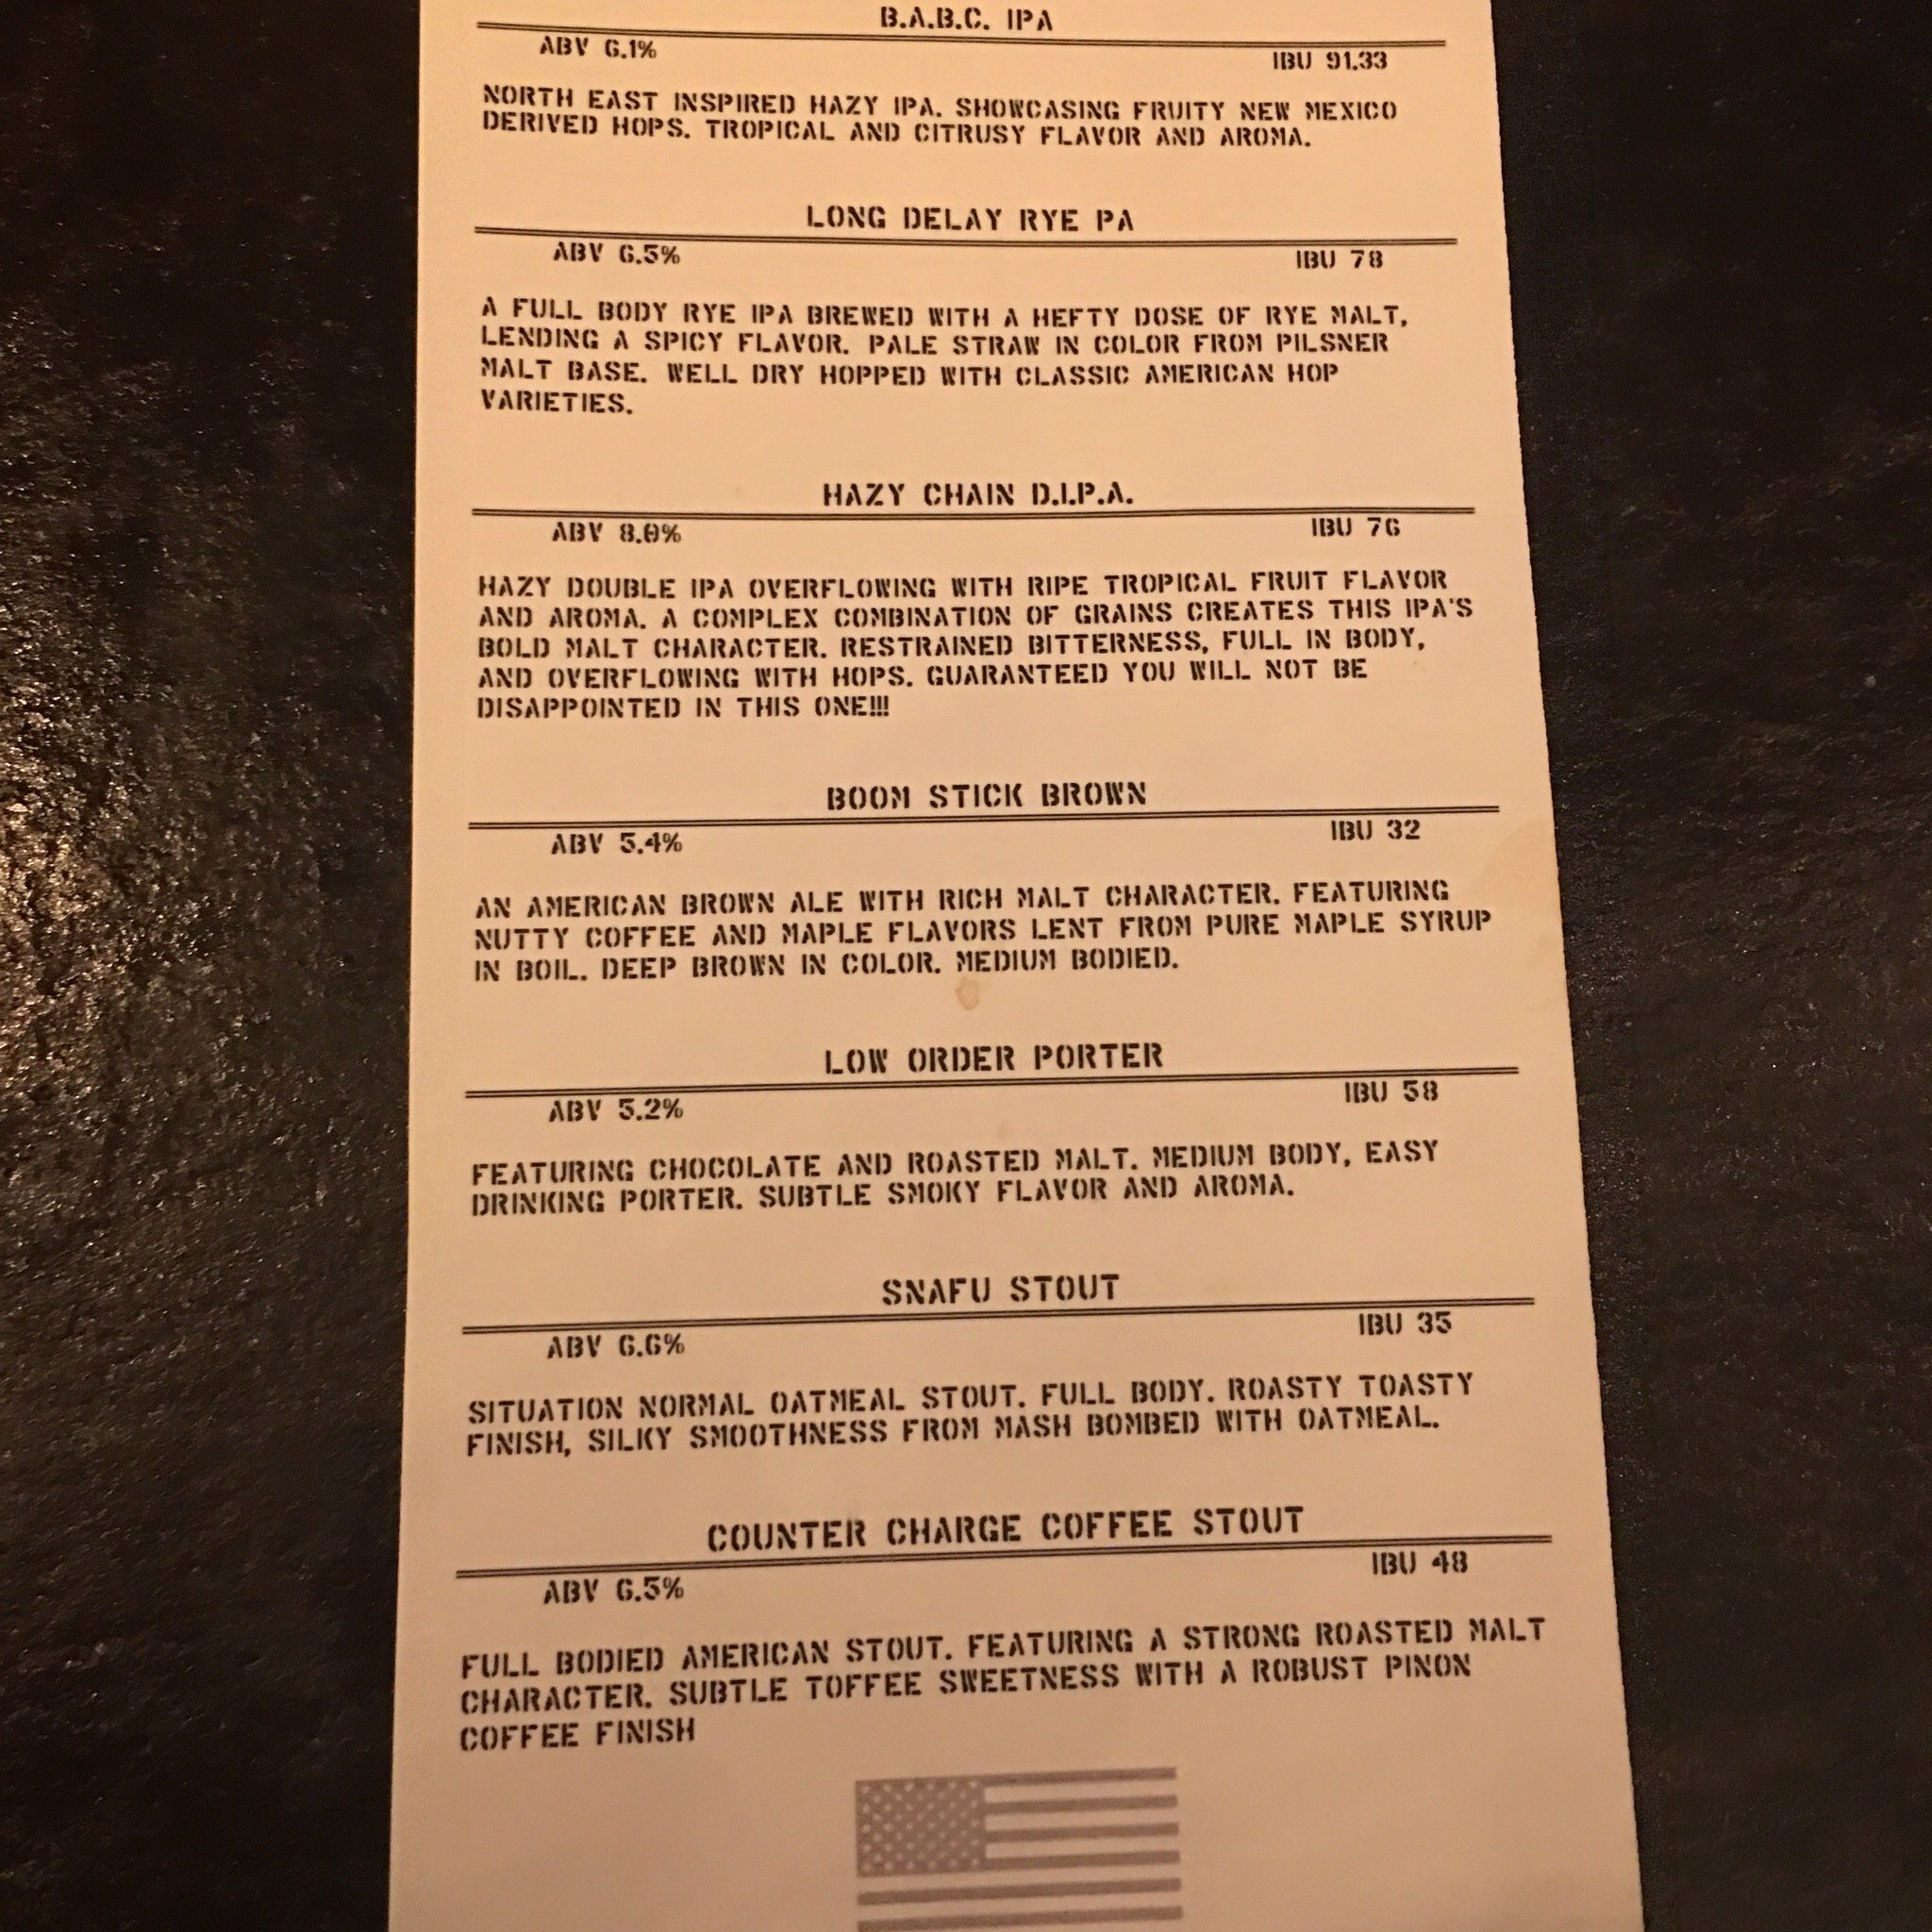 B.A.B.C. IPA
ABV 6.1% IBU 91.33
NORTH EAST INSPIRED HAZY IPA. SHOWCASING FRUITY NEW MEXICO
DERIVED HOPS. TROPICAL AND CITRUSY FLAVOR AND AROMA.
LONG DELAY RYE PA
ABV 6.5% IBU 78
A FULL BODY RYE IPA BREWED WITH A HEFTY DOSE OF RYE MALT,
LENDING A SPICY FLAVOR. PALE STRAW IN COLOR FROM PILSNER
MALT BASE. WELL DRY HOPPED WITH CLASSIC AMERICAN HOP
VARIETIES.
HAZY CHAIN D.I.P.A.
ABV 8.0% IBU 76
HAZY DOUBLE IPA OVERFLOWING WITH RIPE TROPICAL FRUIT FLAVOR
AND AROMA. A COMPLEX COMBINATION OF GRAINS CREATES THIS IPA'S
BOLD MALT CHARACTER. RESTRAINED BITTERNESS, FULL IN BODY,
AND OVERFLOWING WITH HOPS. GUARANTEED YOU WILL NOT BE
DISAPPOINTED IN THIS ONE!!!
BOOM STICK BROWN
ABV 5.4% IBU 32
AN AMERICAN BROWN ALE WITH RICH MALT CHARACTER. FEATURING
NUTTY COFFEE AND MAPLE FLAVORS LENT FROM PURE MAPLE SYRUP
IN BOIL. DEEP BROWN IN COLOR. MEDIUM BODIED.
LOW ORDER PORTER
ABV 5.2% IBU 58
FEATURING CHOCOLATE AND ROASTED MALT. MEDIUM BODY, EASY
DRINKING PORTER. SUBTLE SMOKY FLAVOR AND AROMA.
SNAFU STOUT
ABV 6.6% IBU 35
SITUATION NORMAL OATMEAL STOUT. FULL BODY. ROASTY TOASTY
FINISH, SILKY SMOOTHNESS FROM MASH BOMBED WITH OATMEAL.
COUNTER CHARGE COFFEE STOUT
ABV 6.5% IBU 48
FULL BODIED AMERICAN STOUT. FEATURING A STRONG ROASTED MALT
CHARACTER. SUBTLE TOFFEE SWEETNESS WITH A ROBUST PINON
COFFEE FINISH